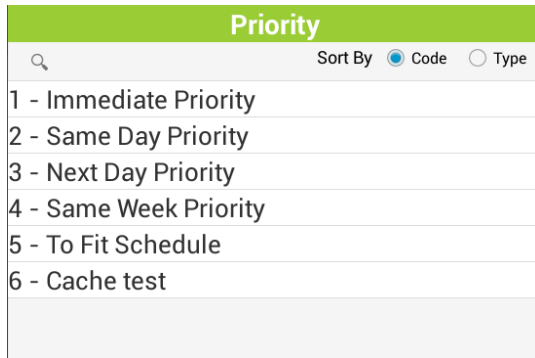 Priority
Sort By Code Type
1 - Immediate Priority
2 - Same Day Priority
3 - Next Day Priority
4 - Same Week Priority
5 - To Fit Schedule
6 - Cache test